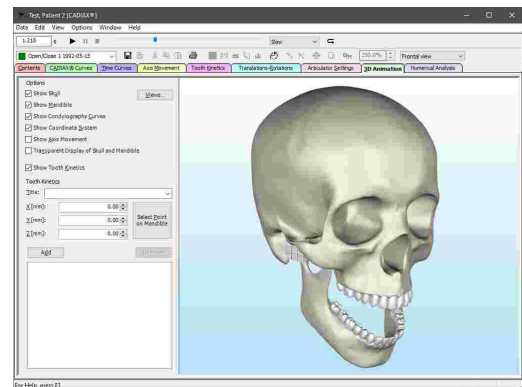 Test, Patient 2 [CADIAX®]
Data Edit View Options Window Help
1-210 s Slow
Open/Close 1 1992-05-15 250.0% Frontal view
Contents CADIAX® Curves Time Curves Axis Movement Tooth Kinetics Translations-Rotations Articulator Settings 3D Animation Numerical Analysis
Options
Show Skull Views...
Show Mandible
Show Condylography Curves
Show Coordinate System
Show Axis Movement
Transparent Display of Skull and Mandible
Show Tooth Kinetics
Tooth Kinetics
Title:
X [mm]: 0.00
Y [mm]: 0.00 Select Point on Mandible
Z [mm]: 0.00
Add
For Help, press F1